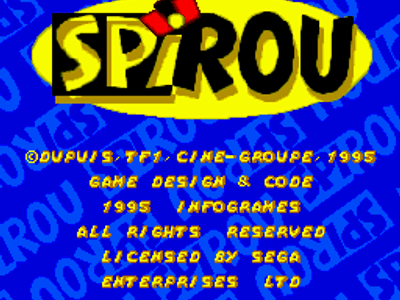 SPIROU
©DUPUIS, TF1, CINE-GROUPE, 1995
GAME DESIGN & CODE
1995 INFOGRAMES
ALL RIGHTS RESERVED
LICENSED BY SEGA
ENTERPRISES LTD